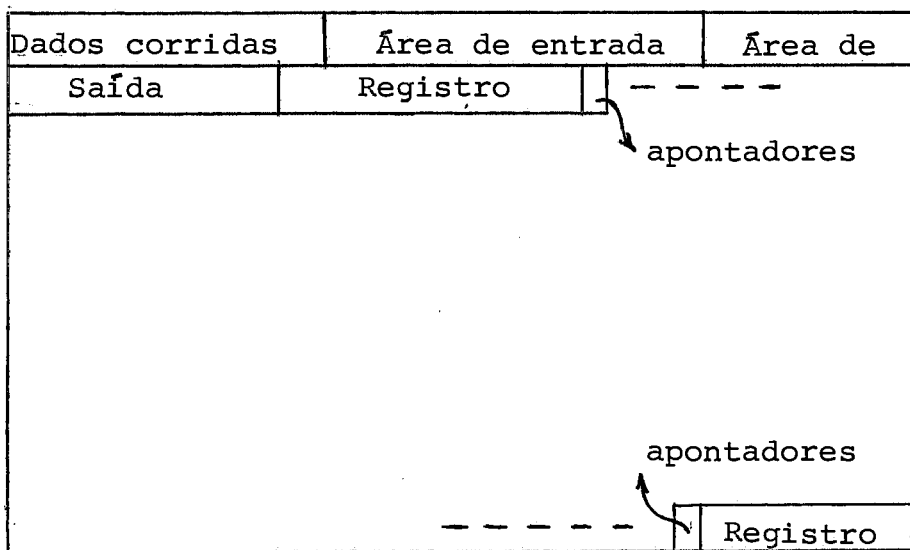 Dados corridas Área de entrada Área de
Saída Registro
apontadores
apontadores
Registro